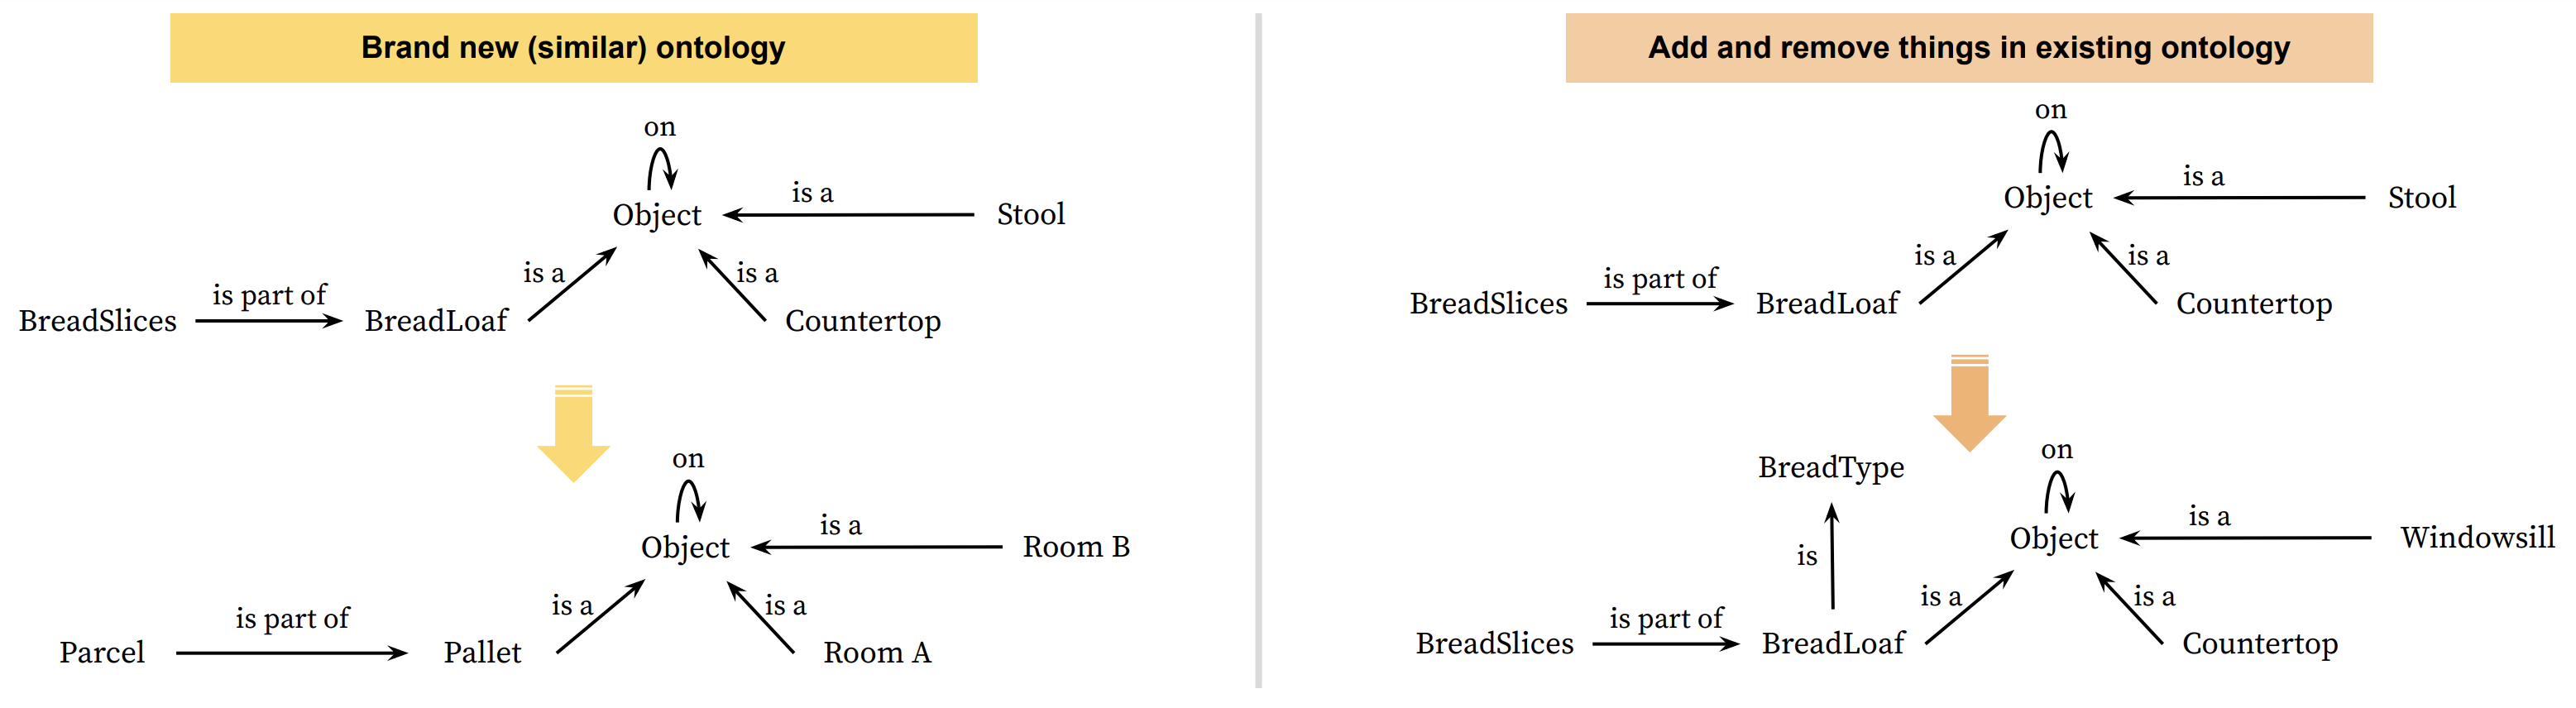 Brand new (similar) ontology
on
Object
is a
Stool
is a
is a
BreadSlices
is part of
BreadLoaf
Countertop
on
Object
is a
Room B
is a
is a
Parcel
is part of
Pallet
Room A
Add and remove things in existing ontology
on
Object
is a
Stool
is a
is a
BreadSlices
is part of
BreadLoaf
Countertop
BreadType
is
on
Object
is a
Windowsill
is a
is a
BreadSlices
is part of
BreadLoaf
Countertop